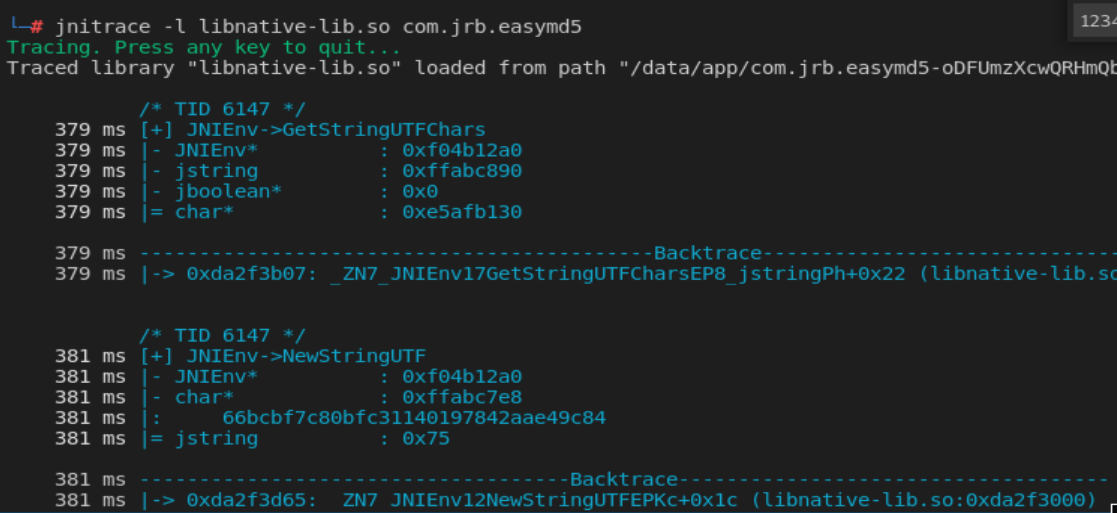 1234
└─# jnitrace -l libnative-lib.so com.jrb.easymd5
Tracing. Press any key to quit...
Traced library "libnative-lib.so" loaded from path "/data/app/com.jrb.easymd5-oDFUmzXcwQRHmQb
/* TID 6147 */
379 ms [+] JNIEnv->GetStringUTFChars
379 ms |- JNIEnv* : 0xf04b12a0
379 ms |- jstring : 0xffabc890
379 ms |- jboolean* : 0x0
379 ms |= char* : 0xe5afb130
379 ms -------------------------------------------Backtrace------------------------------
379 ms |-> 0xda2f3b07: _ZN7_JNIEnv17GetStringUTFCharsEP8_jstringPh+0x22 (libnative-lib.so
/* TID 6147 */
381 ms [+] JNIEnv->NewStringUTF
381 ms |- JNIEnv* : 0xf04b12a0
381 ms |- char* : 0xffabc7e8
381 ms |: 66bcbf7c80bfc31140197842aae49c84
381 ms |= jstring : 0x75
381 ms ------------------------------------Backtrace------------------------------------
381 ms |-> 0xda2f3d65: _ZN7_JNIEnv12NewStringUTFEPKc+0x1c (libnative-lib.so:0xda2f3000)